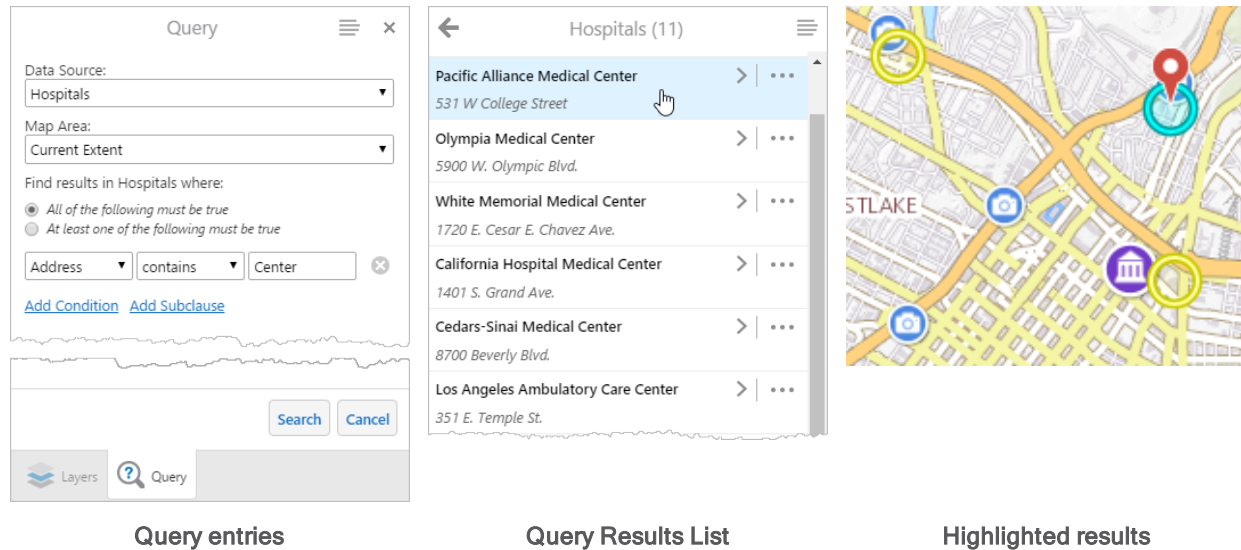 Query
Data Source:
Hospitals
Map Area:
Current Extent
Find results in Hospitals where:
All of the following must be true
At least one of the following must be true
Address contains Center
Add Condition Add Subclause
Search Cancel
Layers Query
Query entries
Hospitals (11)
Pacific Alliance Medical Center
531 W College Street
Olympia Medical Center
5900 W. Olympic Blvd.
White Memorial Medical Center
1720 E. Cesar E. Chavez Ave.
California Hospital Medical Center
1401 S. Grand Ave.
Cedars-Sinai Medical Center
8700 Beverly Blvd.
Los Angeles Ambulatory Care Center
351 E. Temple St.
Query Results List
STLAKE
Highlighted results